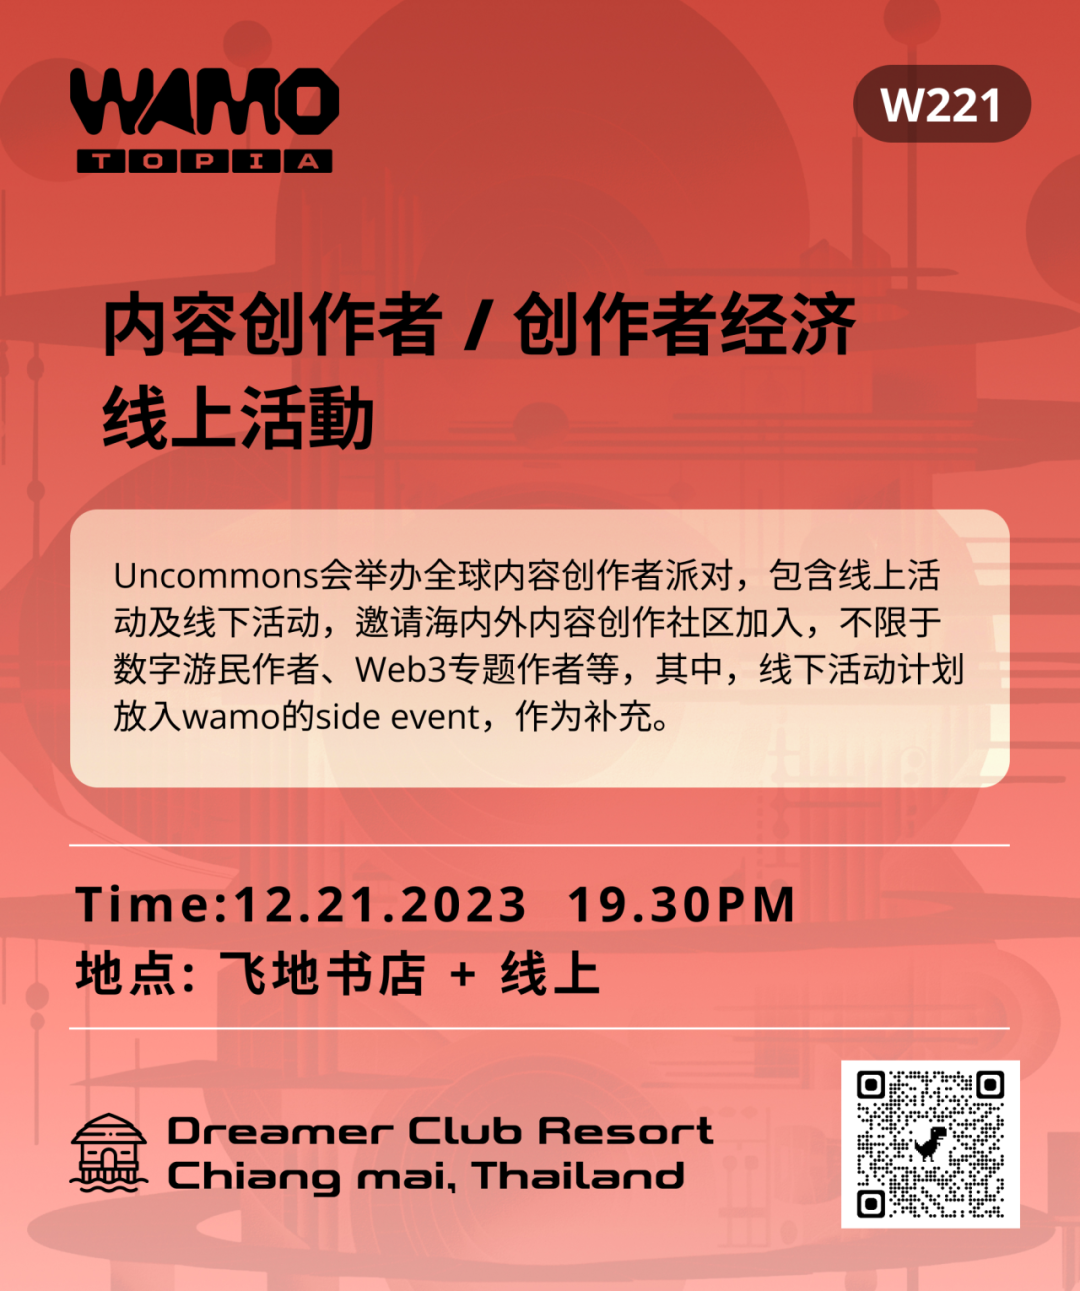 WAMO
TOPIA
W221
内容创作者 / 创作者经济
线上活動
Uncommons会举办全球内容创作者派对，包含线上活
动及线下活动，邀请海内外内容创作社区加入，不限于
数字游民作者、Web3专题作者等，其中，线下活动计划
放入wamo的side event，作为补充。
Time:12.21.2023 19.30PM
地点: 飞地书店 + 线上
Dreamer Club Resort
Chiang mai, Thailand